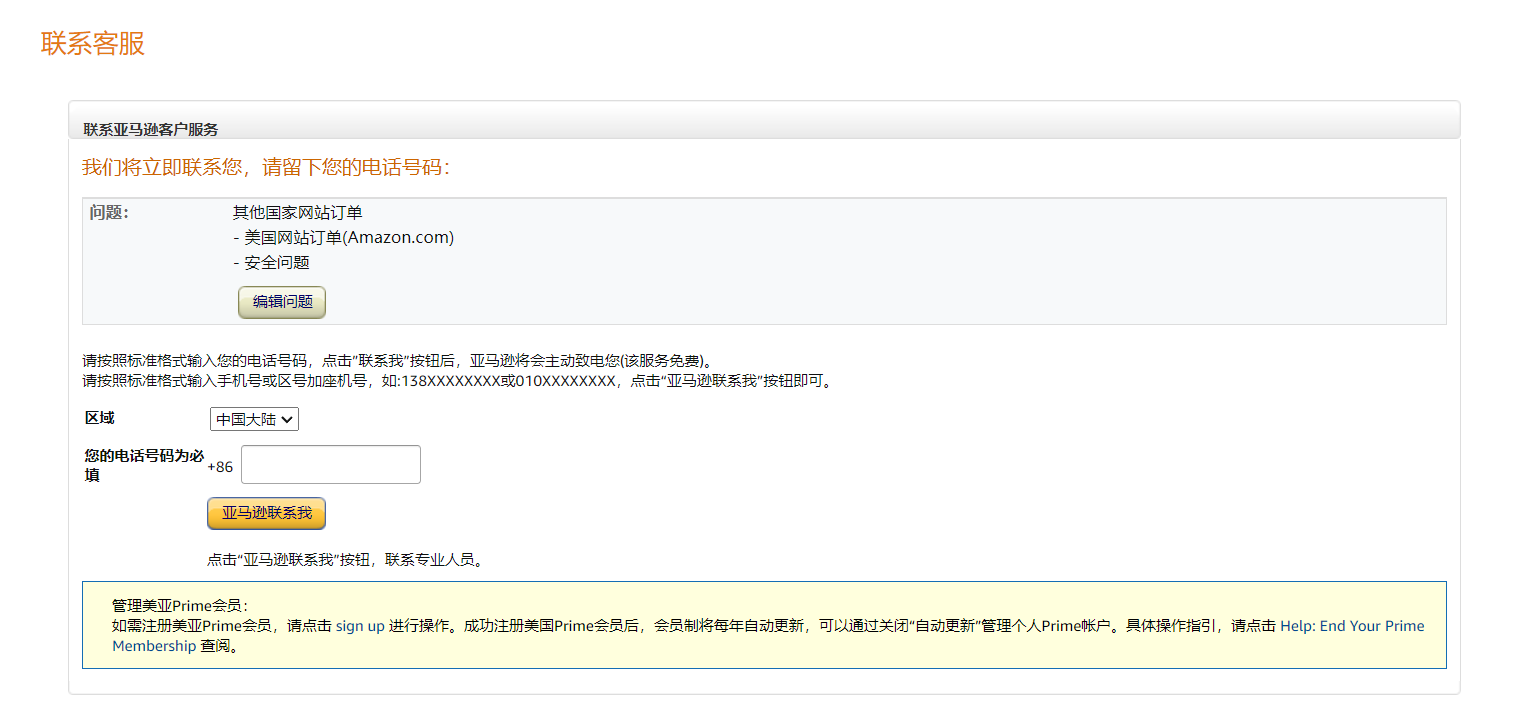 联系客服
联系亚马逊客户服务
我们将立即联系您，请留下您的电话号码：
问题： 其他国家网站订单
- 美国网站订单(Amazon.com)
- 安全问题
编辑问题
请按照标准格式输入您的电话号码，点击“联系我”按钮后，亚马逊将会主动致电您(该服务免费)。
请按照标准格式输入手机号或区号加座机号，如:138XXXXXXXX或010XXXXXXXX，点击“亚马逊联系我”按钮即可。
区域 中国大陆
您的电话号码为必
填 +86
亚马逊联系我
点击“亚马逊联系我”按钮，联系专业人员。
管理美亚Prime会员：
如需注册美亚Prime会员，请点击 sign up 进行操作。成功注册美国Prime会员后，会员制将每年自动更新，可以通过关闭“自动更新”管理个人Prime帐户。具体操作指引，请点击 Help: End Your Prime
Membership 查阅。